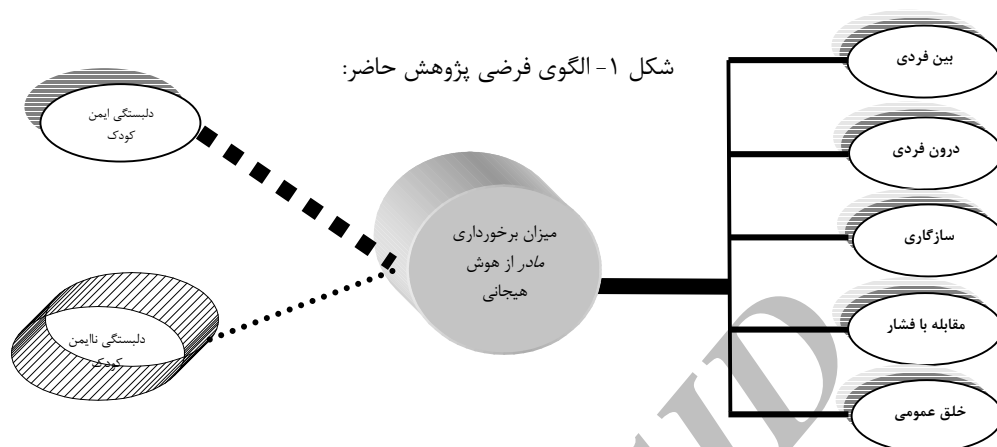 شکل ۱- الگوی فرضی پژوهش حاضر:
بین فردی
درون فردی
سازگاری
مقابله با فشار
خلق عمومی
میزان برخورداری
مادر از هوش
هیجانی
دلبستگی ایمن
کودک
دلبستگی ناایمن
کودک